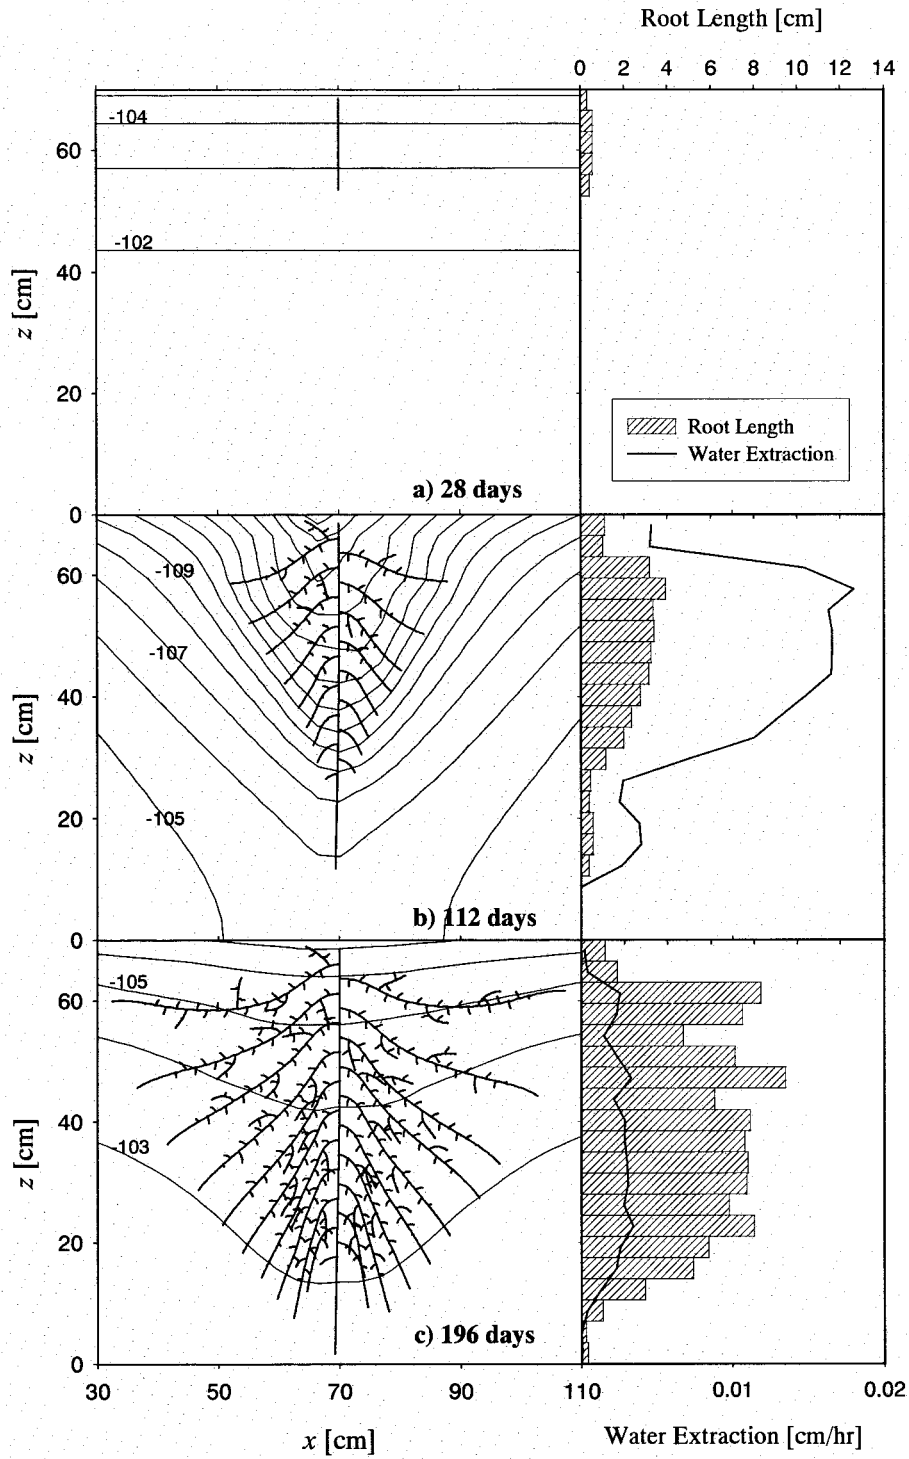 Root Length [cm]
0 2 4 6 8 10 12 14
-104
60
-102
40
z [cm]
20
Root Length
Water Extraction
a) 28 days
0
-109
60
-107
40
z [cm]
-105
20
b) 112 days
0
-105
60
40
-103
z [cm]
20
c) 196 days
0
30 70 90 110 0.01 0.02
50
x [cm] Water Extraction [cm/hr]